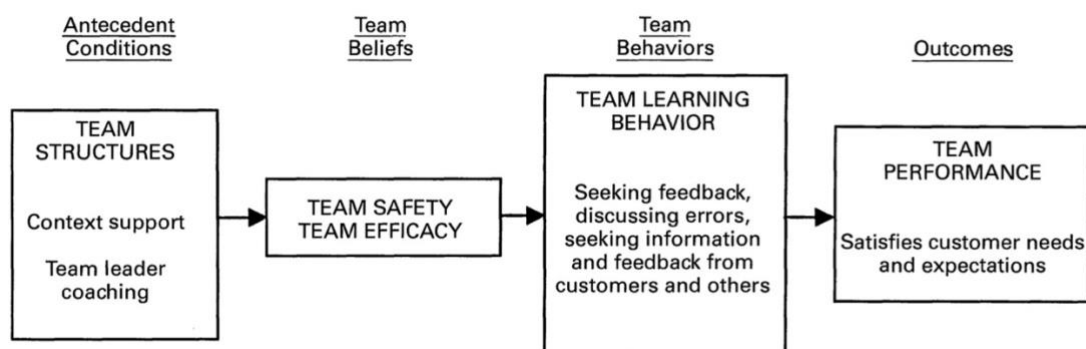 Antecedent
Conditions
Team
Beliefs
Team
Behaviors
Outcomes
TEAM
STRUCTURES
Context support
Team leader
coaching
TEAM SAFETY
TEAM EFFICACY
TEAM LEARNING
BEHAVIOR
Seeking feedback,
discussing errors,
seeking information
and feedback from
customers and others
TEAM
PERFORMANCE
Satisfies customer needs
and expectations